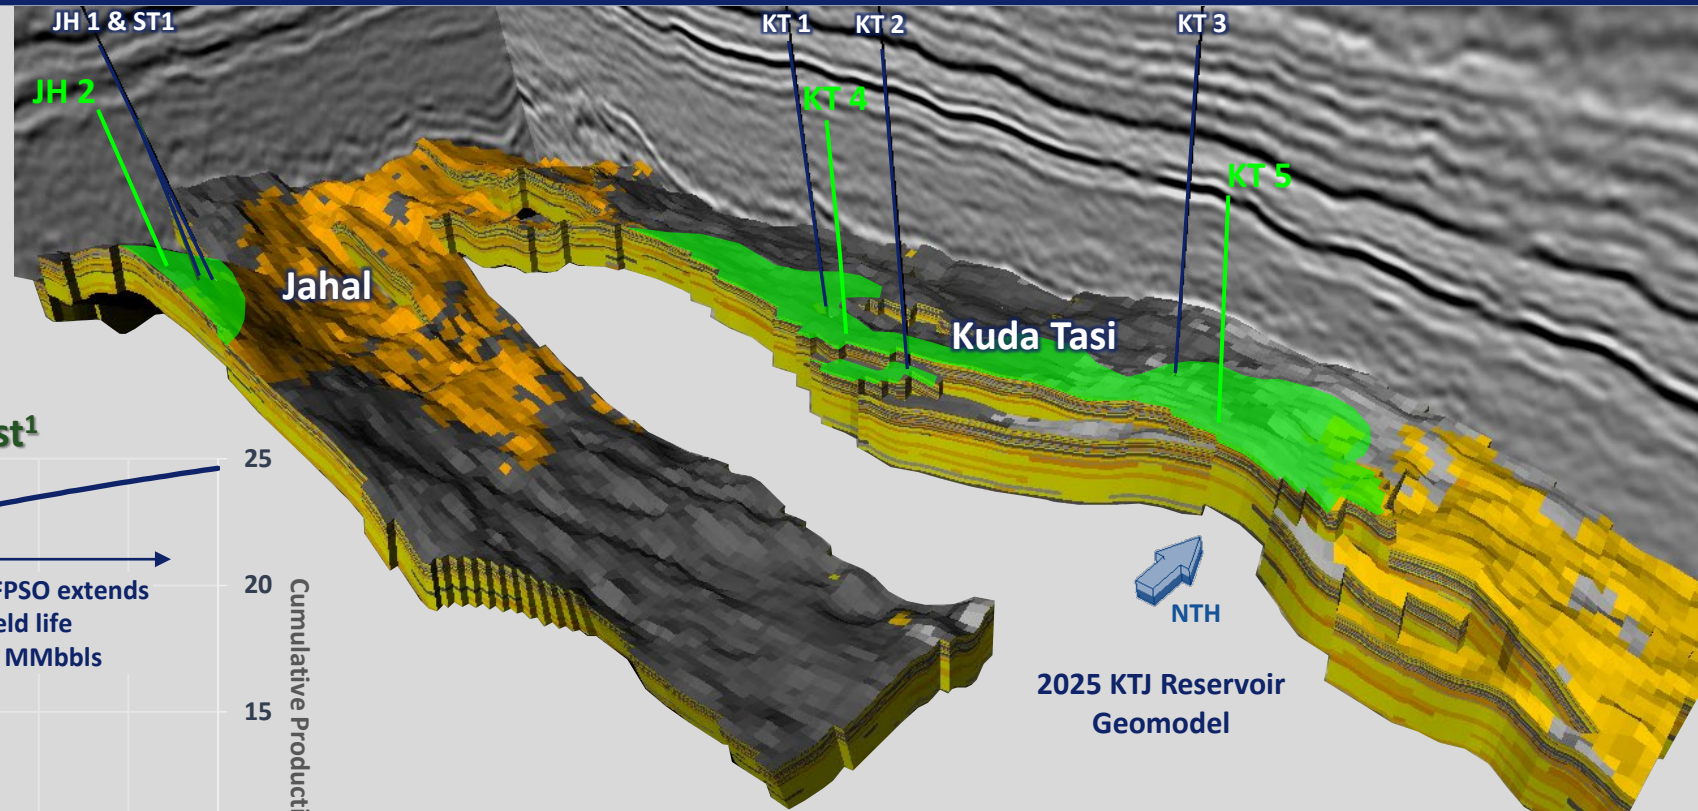 JH 1 & ST1
KT 1
KT 2
KT 3
JH 2
KT 4
KT 5
Jahal
Kuda Tasi
st¹
25
FPSO extends
eld life
MMbbls
20
15
Cumulative Producti
NTH
2025 KTJ Reservoir
Geomodel